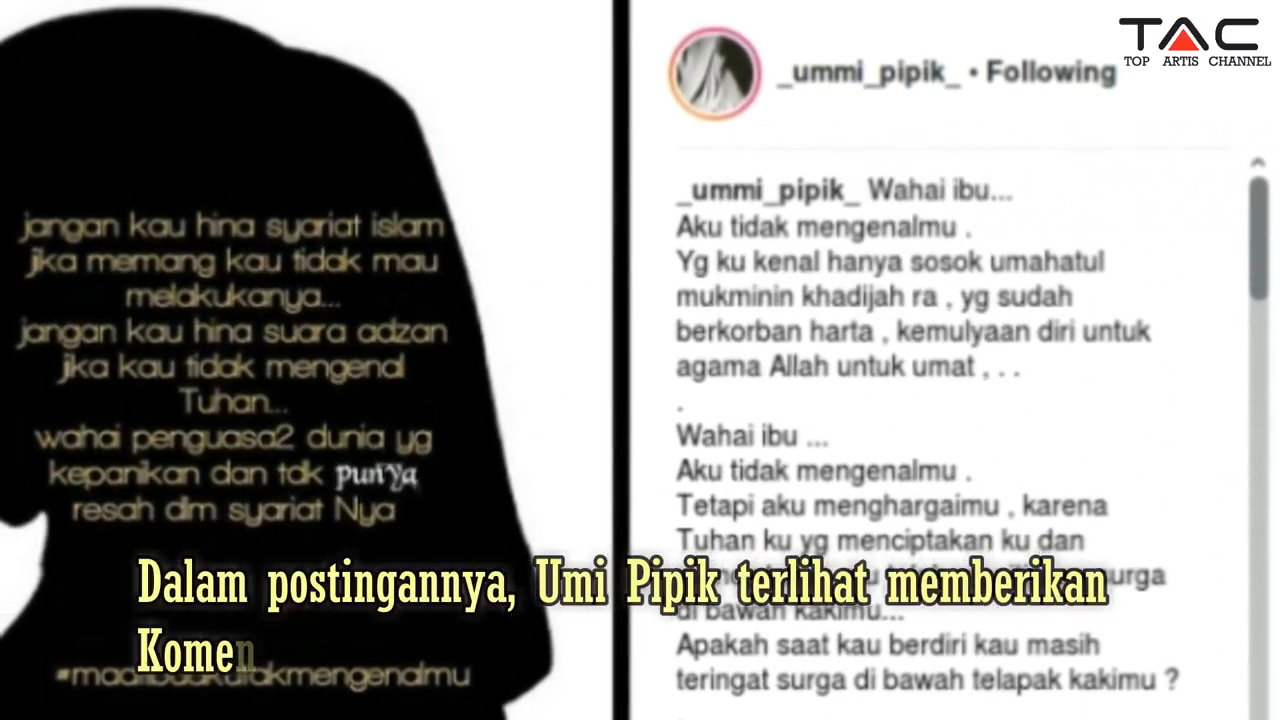 TAC
TOP ARTIS CHANNEL
jangan kau hina syariat islam
jika memang kau tidak mau
melakukanya...
jangan kau hina suara adzan
jika kau tidak mengenal
Tuhan...
wahai penguasa2 dunia yg
kepanikan dan tdk punya
resah dlm syariat Nya
_ummi_pipik_ • Following
_ummi_pipik_ Wahai ibu...
Aku tidak mengenalmu .
Yg ku kenal hanya sosok umahatul
mukminin khadijah ra , yg sudah
berkorban harta , kemulyaan diri untuk
agama Allah untuk umat , . .
.
Wahai ibu ...
Aku tidak mengenalmu .
Tetapi aku menghargaimu , karena
Tuhan ku yg menciptakan ku dan
surga
di bawah kakimu...
Apakah saat kau berdiri kau masih
teringat surga di bawah telapak kakimu ?
Dalam postingannya, Umi Pipik terlihat memberikan
Komen